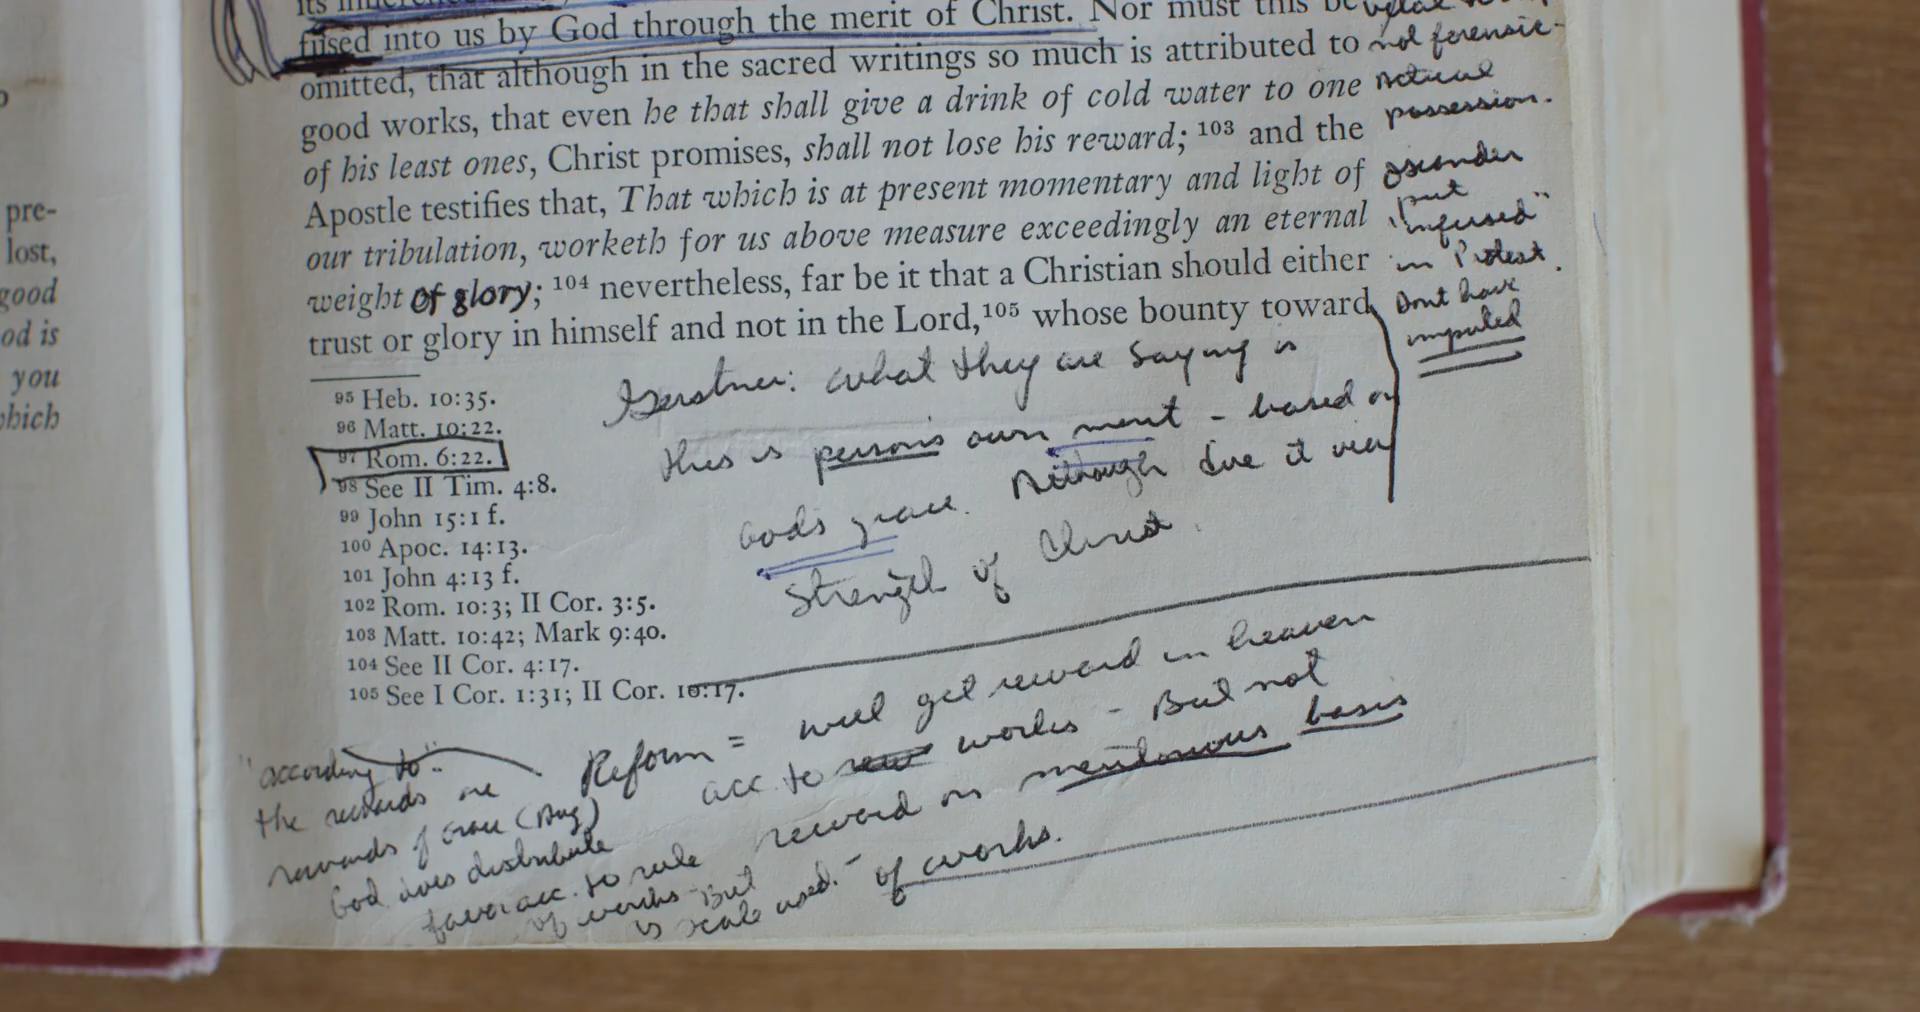 o
pre-
lost,
good
od is
you
which
its
fused into us by God through the merit of Christ. Nor must this be
omitted, that although in the sacred writings so much is attributed to
good works, that even he that shall give a drink of cold water to one
of his least ones, Christ promises, shall not lose his reward;103 and the
Apostle testifies that, That which is at present momentary and light of
our tribulation, worketh for us above measure exceedingly an eternal
weight of glory;104 nevertheless, far be it that a Christian should either
trust or glory in himself and not in the Lord,105 whose bounty toward
not forensic-
Actual
possession.
Osiander
put
"infused"
in Protest.
Dont have
imputed
95 Heb. 10:35.
96 Matt. 10:22.
97 Rom. 6:22.
98 See II Tim. 4:8.
99 John 15:1 f.
100 Apoc. 14:13.
101 John 4:13 f.
102 Rom. 10:3; II Cor. 3:5.
103 Matt. 10:42; Mark 9:40.
104 See II Cor. 4:17.
105 See I Cor. 1:31; II Cor. 10:17.
Gerstner: What they are saying is
this is persons own merit - based on
Gods grace. Although due it via
Strength of Christ.
Reform = will get reward in heaven
acc. to works - But not
reward on meritorious basis
of works.
"according to"
the rewards are
rewards of Grace (Aug)
God does distribute
favor acc. to rule
of works - But
is scale used.